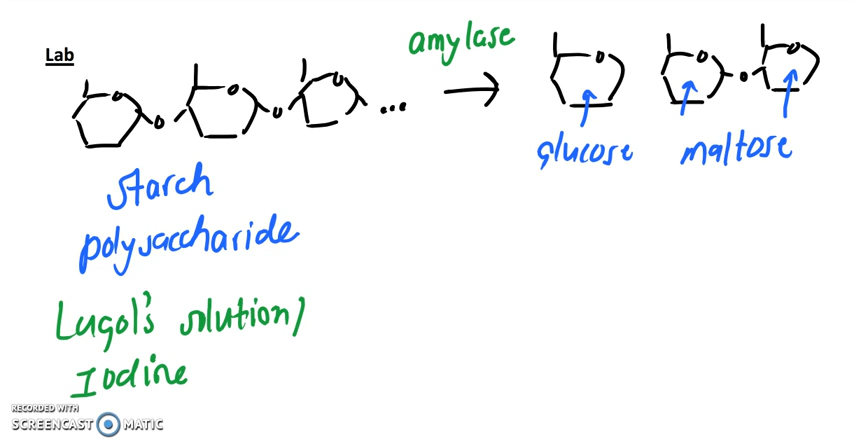 Lab
amylase
O O O O O ...
O O O O
glucose maltose
starch
polysaccharide
Lugol's solution/
Iodine
RECORDED WITH
SCREENCAST MATIC